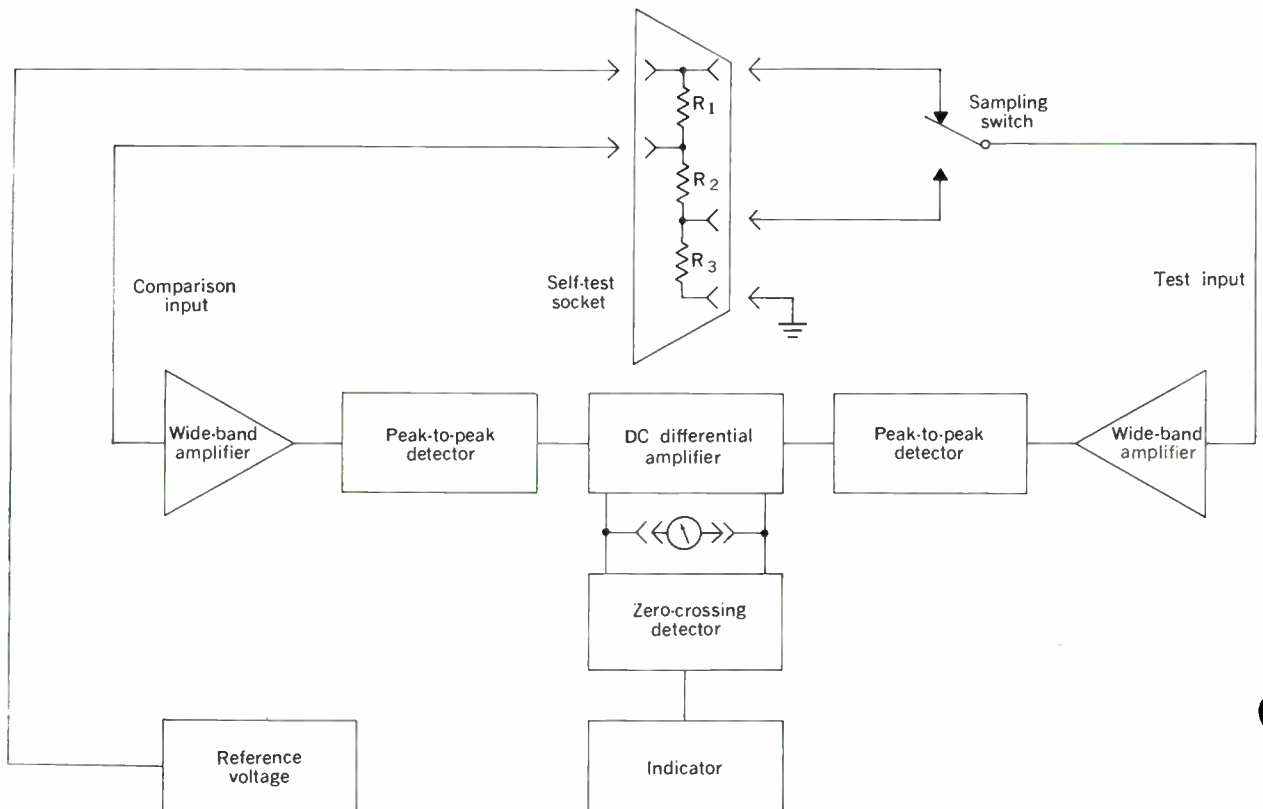 R1
Sampling
switch
R2
R3
Comparison
input
Self-test
socket
Test input
Wide-band
amplifier
Peak-to-peak
detector
DC differential
amplifier
Peak-to-peak
detector
Wide-band
amplifier
Zero-crossing
detector
Reference
voltage
Indicator